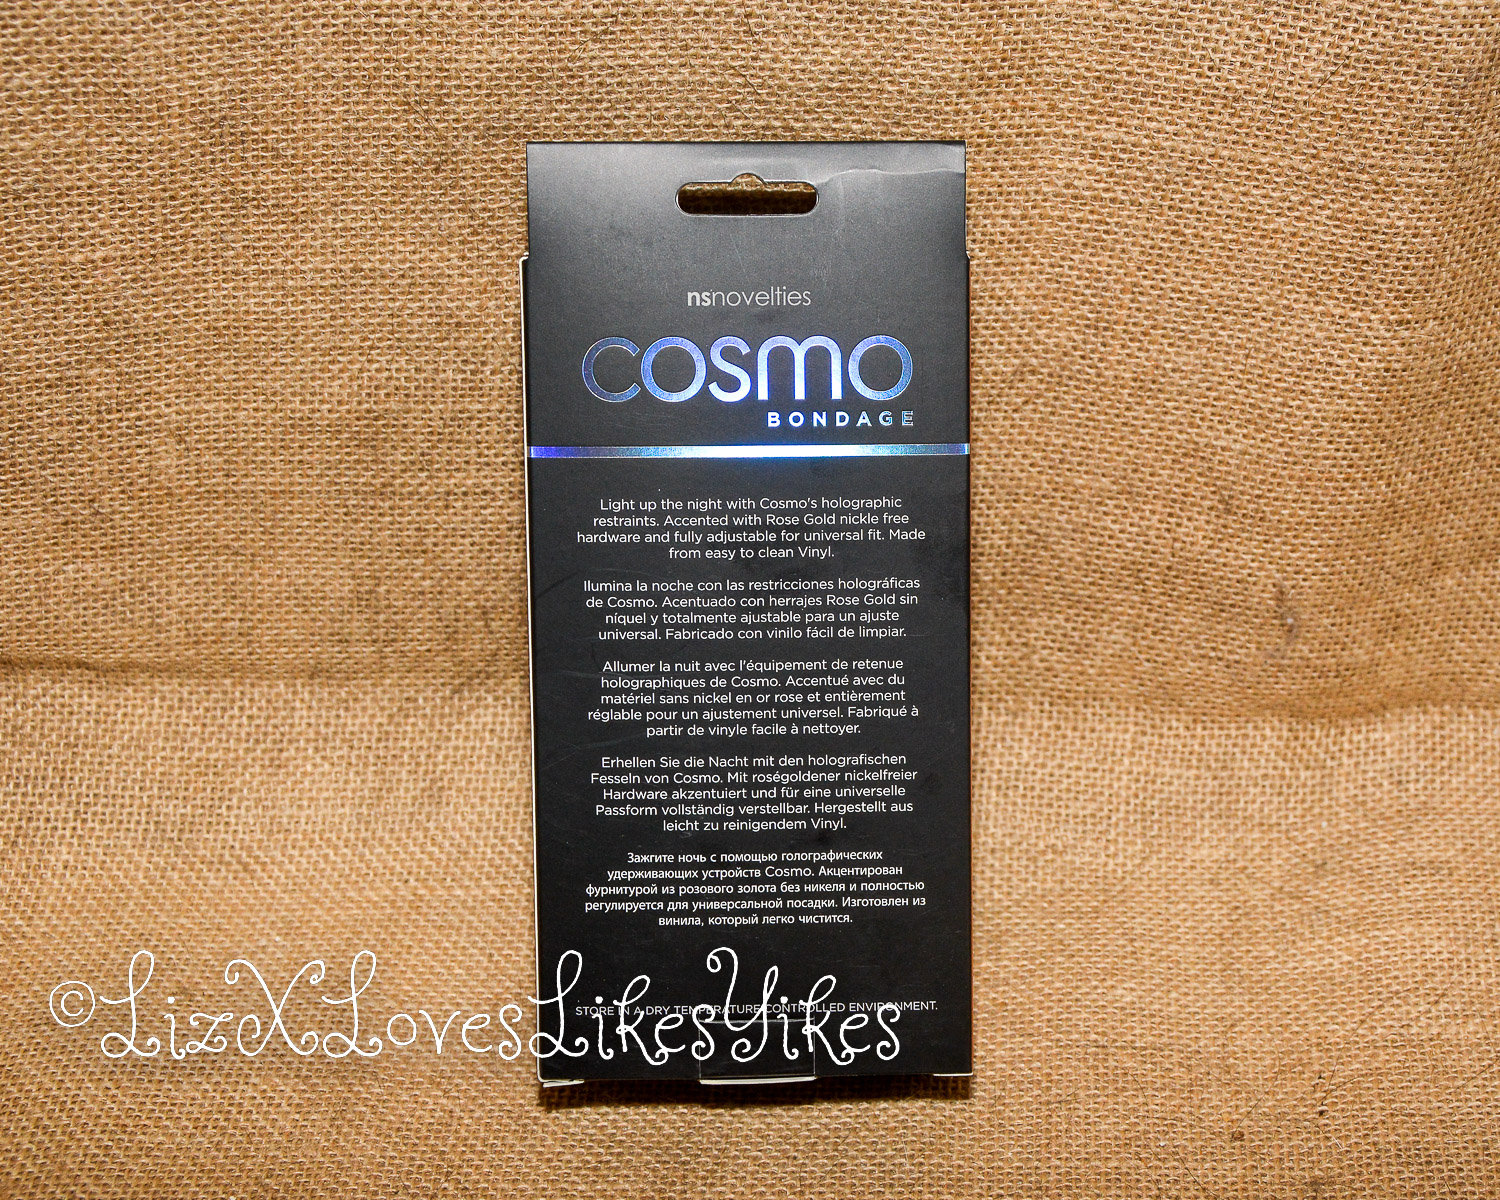 nsnovelties
COSMO
BONDAGE
Light up the night with Cosmo's holographic
restraints. Accented with Rose Gold nickle free
hardware and fully adjustable for universal fit. Made
from easy to clean Vinyl.
Ilumina la noche con las restricciones holográficas
de Cosmo. Acentuado con herrajes Rose Gold sin
níquel y totalmente ajustable para un ajuste
universal. Fabricado con vinilo fácil de limpiar.
Allumer la nuit avec l'équipement de retenue
holographiques de Cosmo. Accentué avec du
matériel sans nickel en or rose et entièrement
réglable pour un ajustement universel. Fabriqué à
partir de vinyle facile à nettoyer.
Erhellen Sie die Nacht mit den holografischen
Fesseln von Cosmo. Mit roségoldener nickelfreier
Hardware akzentuiert und für eine universelle
Passform vollständig verstellbar. Hergestellt aus
leicht zu reinigendem Vinyl.
Зажгите ночь с помощью голографических
удерживающих устройств Cosmo. Акцентирован
фурнитурой из розового золота без никеля и полностью
регулируется для универсальной посадки. Изготовлен из
винила, который легко чистится.
STORE IN A DRY TEMPERATURE CONTROLLED ENVIRONMENT.
©LizXLovesLikesYikes